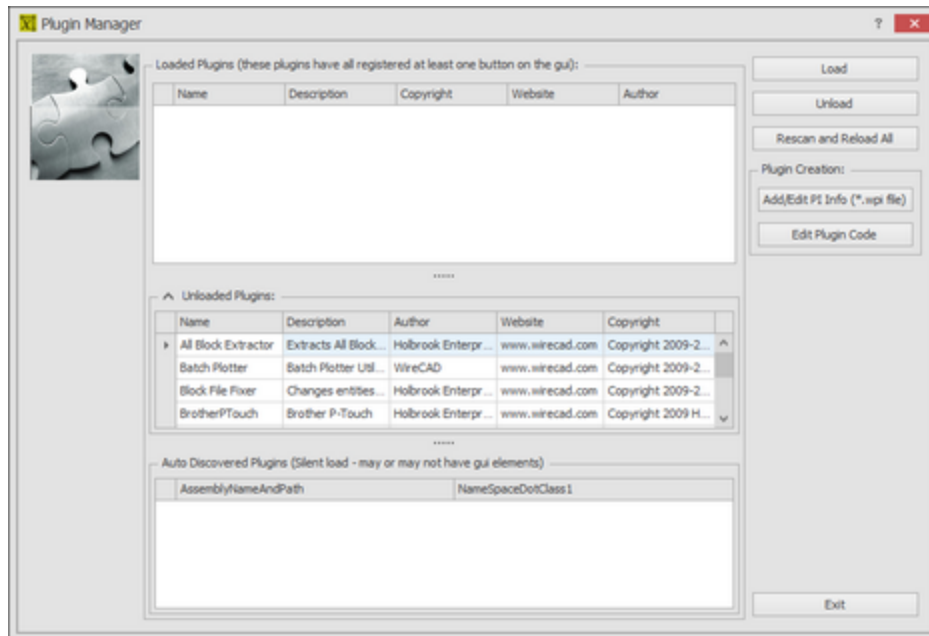 Plugin Manager
?
Loaded Plugins (these plugins have all registered at least one button on the gui):
Name Description Copyright Website Author
Load
Unload
Rescan and Reload All
Plugin Creation:
Add/Edit PI Info (*.wpi file)
Edit Plugin Code
Unloaded Plugins:
Name Description Author Website Copyright
All Block Extractor Extracts All Block... Holbrook Enterpr... www.wirecad.com Copyright 2009-2...
Batch Plotter Batch Plotter Util... WireCAD www.wirecad.com Copyright 2009-2...
Block File Fixer Changes entities... Holbrook Enterpr... www.wirecad.com Copyright 2009-2...
BrotherPTouch Brother P-Touch Holbrook Enterpr... www.wirecad.com Copyright 2009 H...
Auto Discovered Plugins (Silent load - may or may not have gui elements)
AssemblyNameAndPath NameSpaceDotClass1
Exit